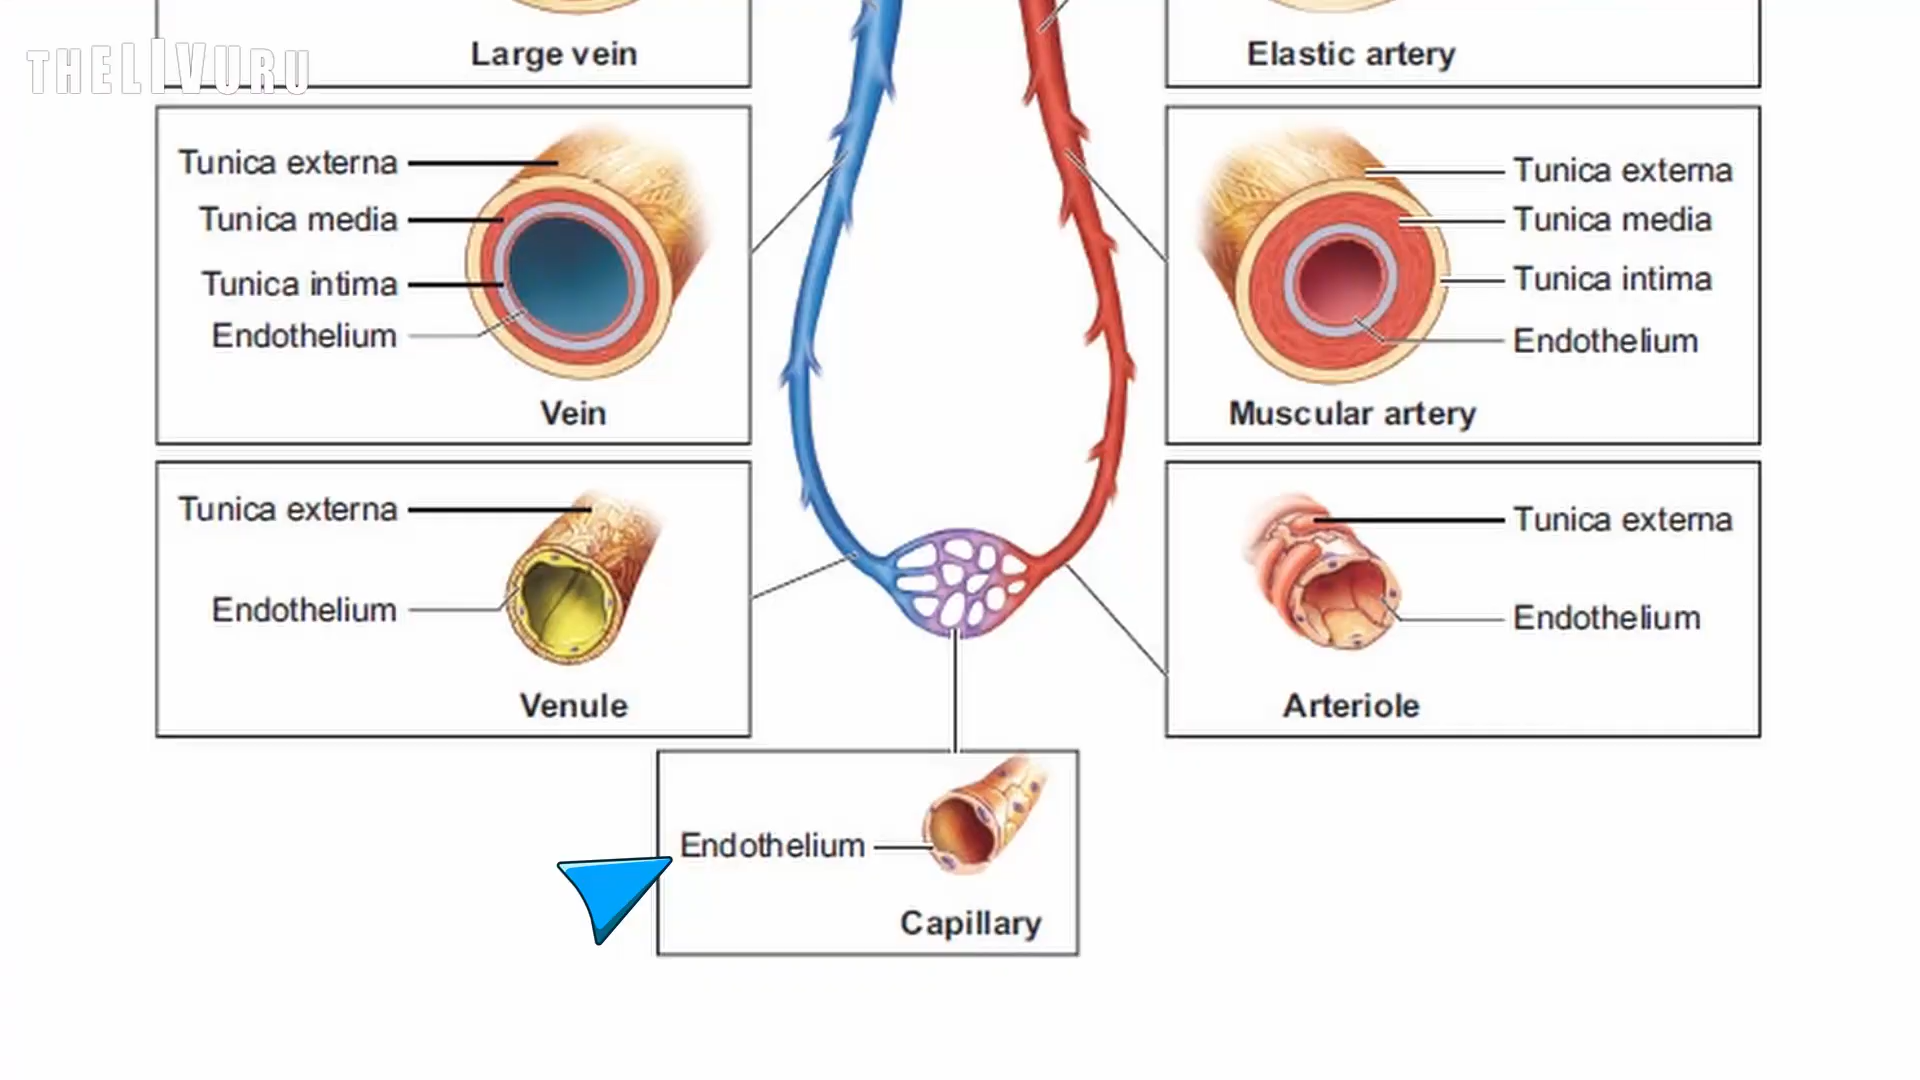 THELIVURU
Large vein
Elastic artery
Tunica externa
Tunica media
Tunica intima
Endothelium
Vein
Tunica externa
Tunica media
Tunica intima
Endothelium
Muscular artery
Tunica externa
Endothelium
Venule
Tunica externa
Endothelium
Arteriole
Endothelium
Capillary